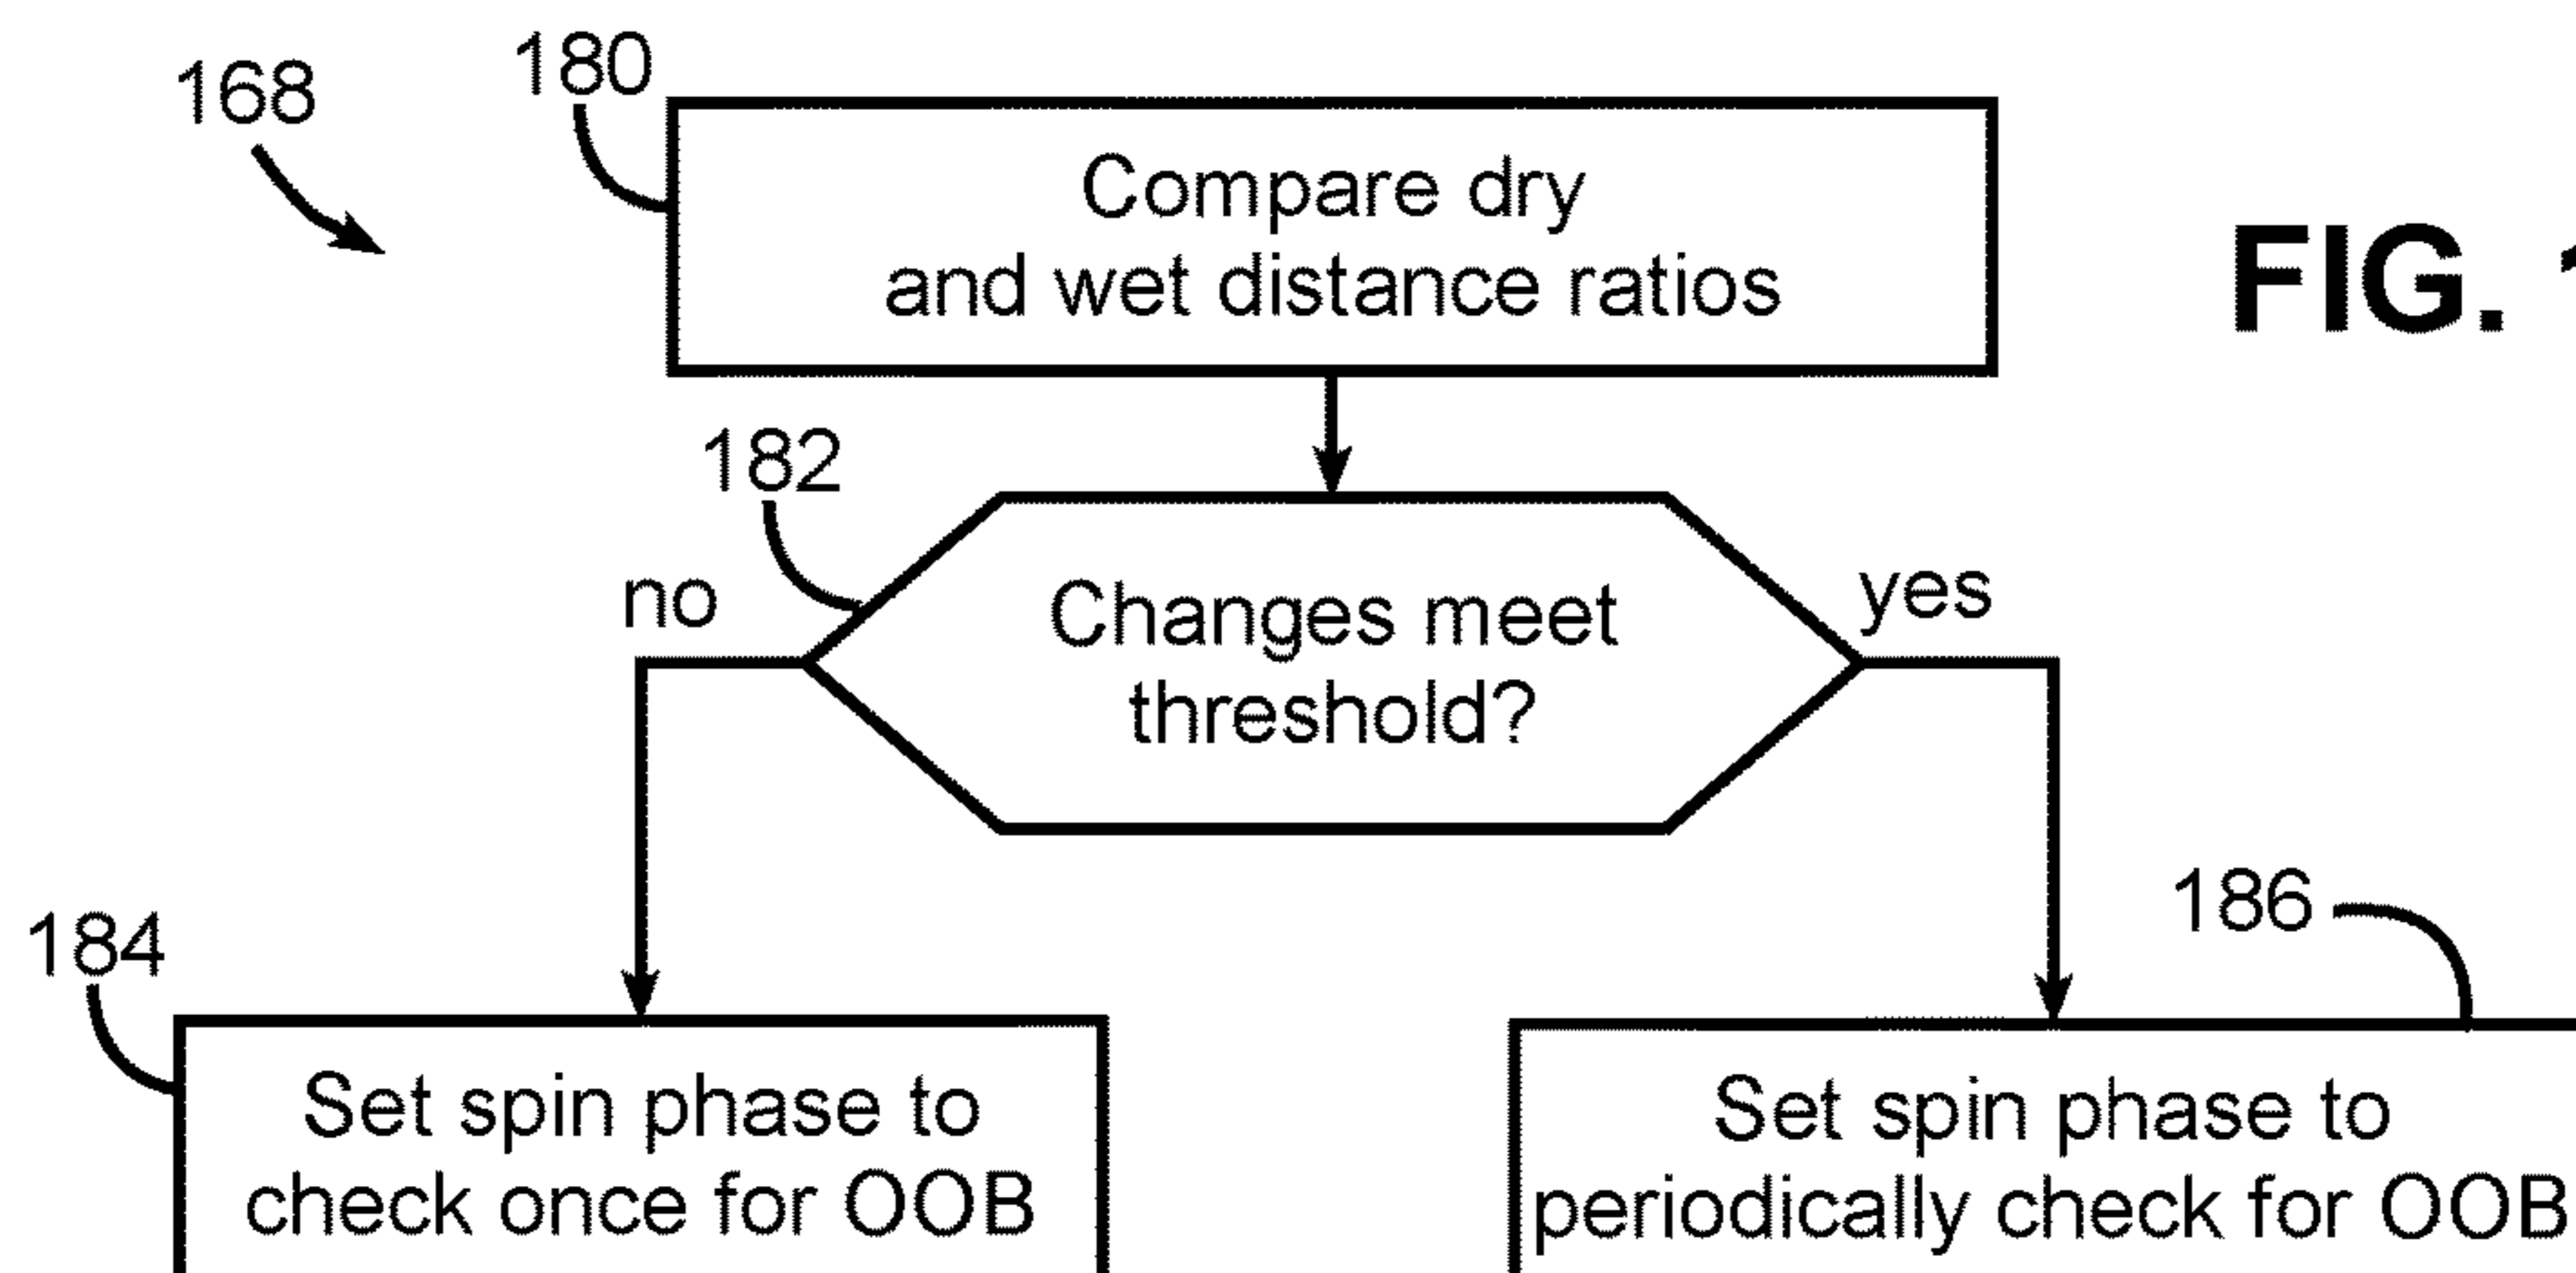 168
180
Compare dry
and wet distance ratios
FIG.
182
no
Changes meet
threshold?
yes
184
186
Set spin phase to
check once for OOB
Set spin phase to
periodically check for OOB